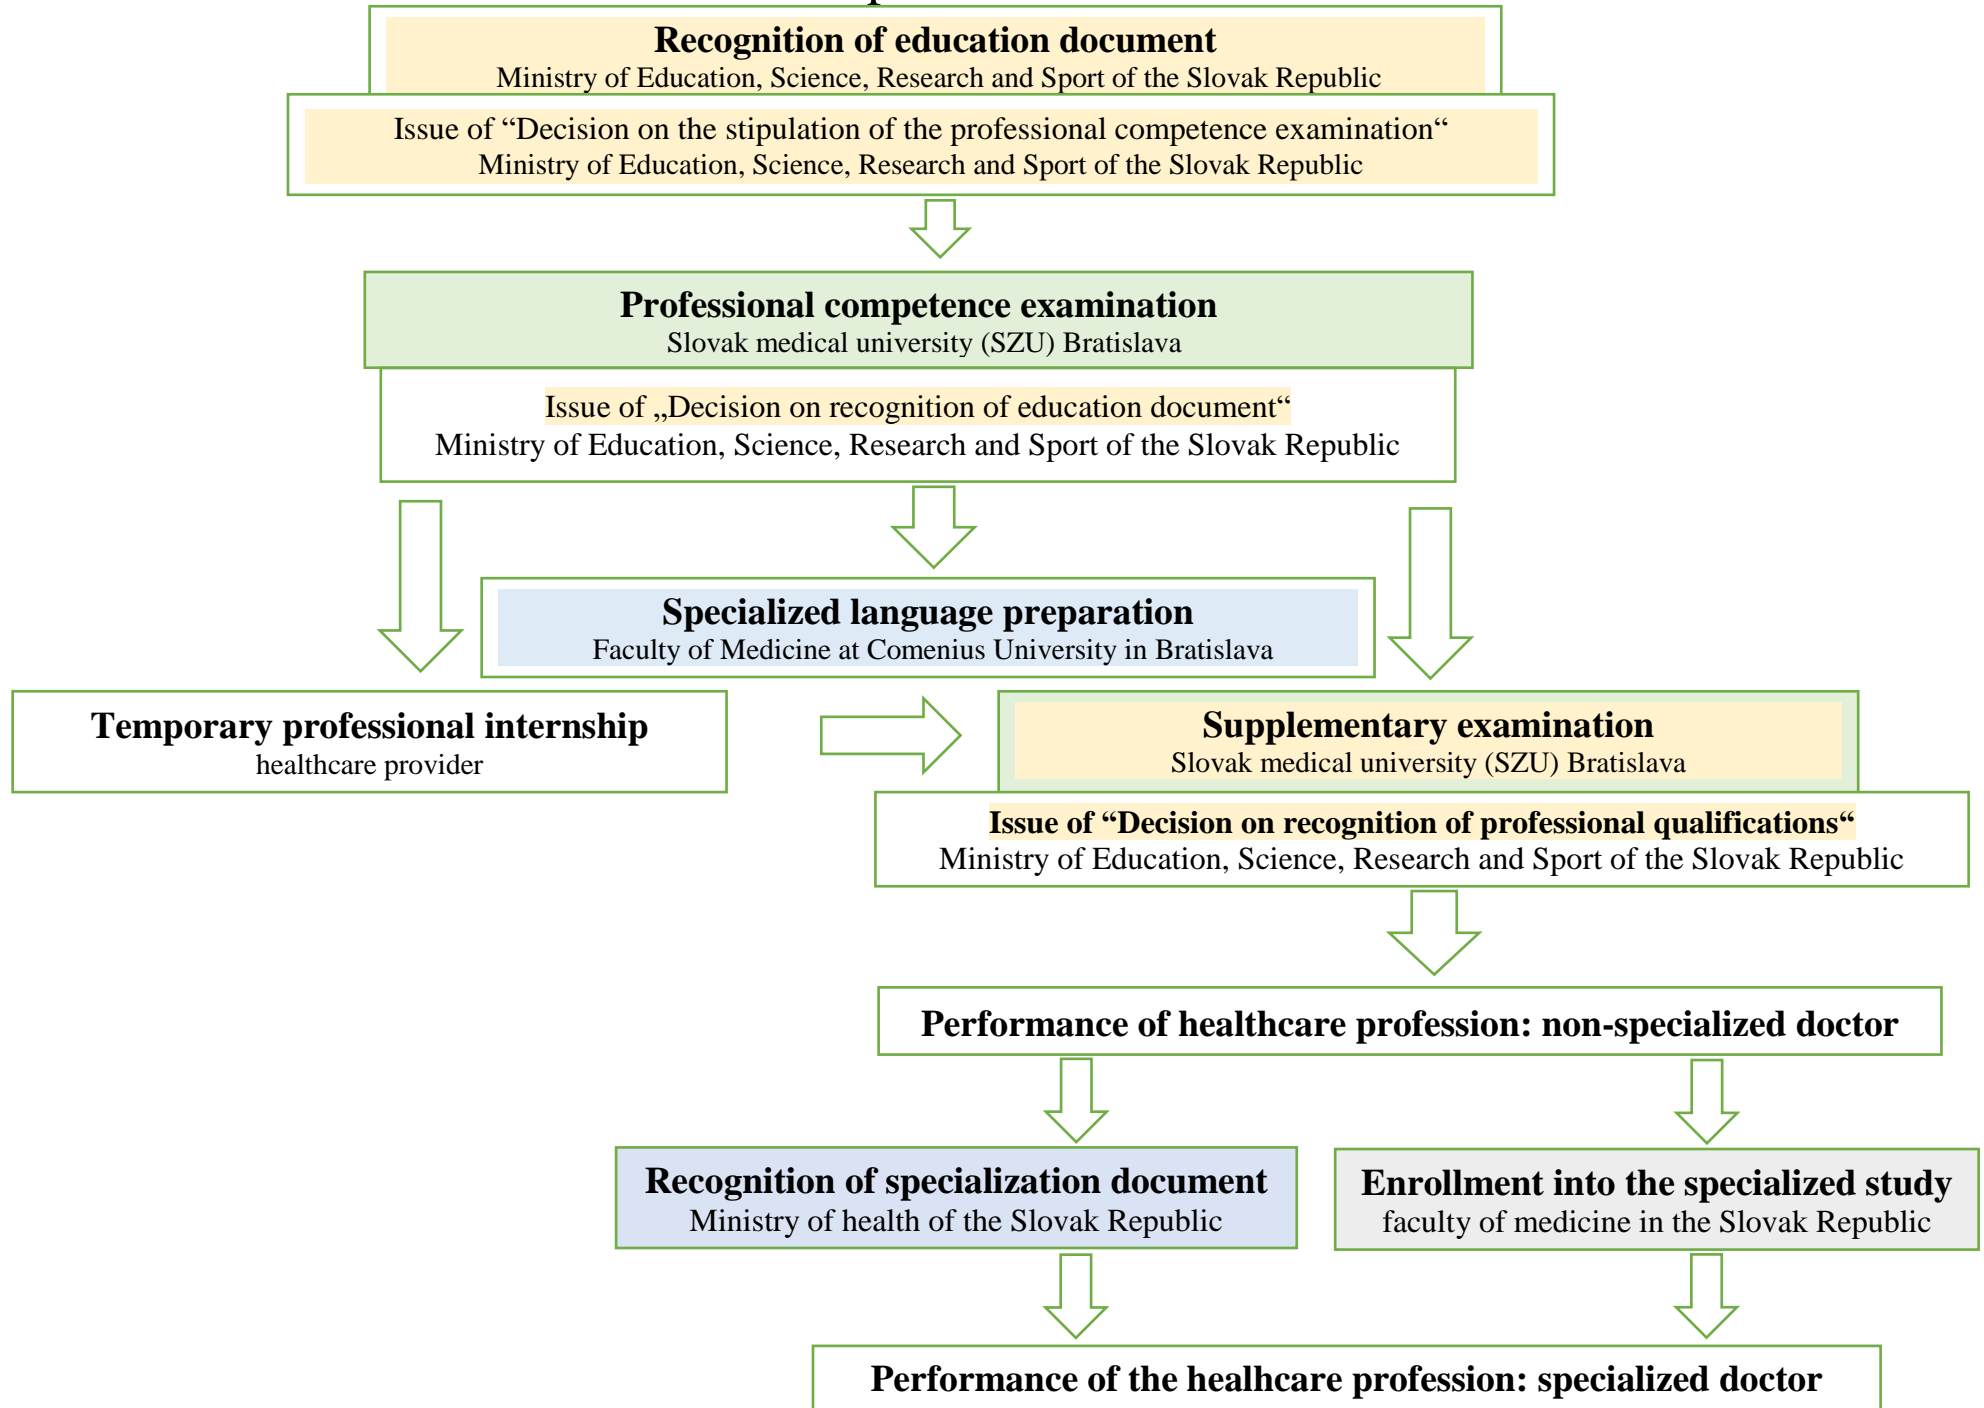 Recognition of education document
Ministry of Education, Science, Research and Sport of the Slovak Republic
Issue of “Decision on the stipulation of the professional competence examination“
Ministry of Education, Science, Research and Sport of the Slovak Republic
Professional competence examination
Slovak medical university (SZU) Bratislava
Issue of „Decision on recognition of education document“
Ministry of Education, Science, Research and Sport of the Slovak Republic
Specialized language preparation
Faculty of Medicine at Comenius University in Bratislava
Temporary professional internship
healthcare provider
Supplementary examination
Slovak medical university (SZU) Bratislava
Issue of “Decision on recognition of professional qualifications“
Ministry of Education, Science, Research and Sport of the Slovak Republic
Performance of healthcare profession: non-specialized doctor
Recognition of specialization document
Ministry of health of the Slovak Republic
Enrollment into the specialized study
faculty of medicine in the Slovak Republic
Performance of the healhcare profession: specialized doctor